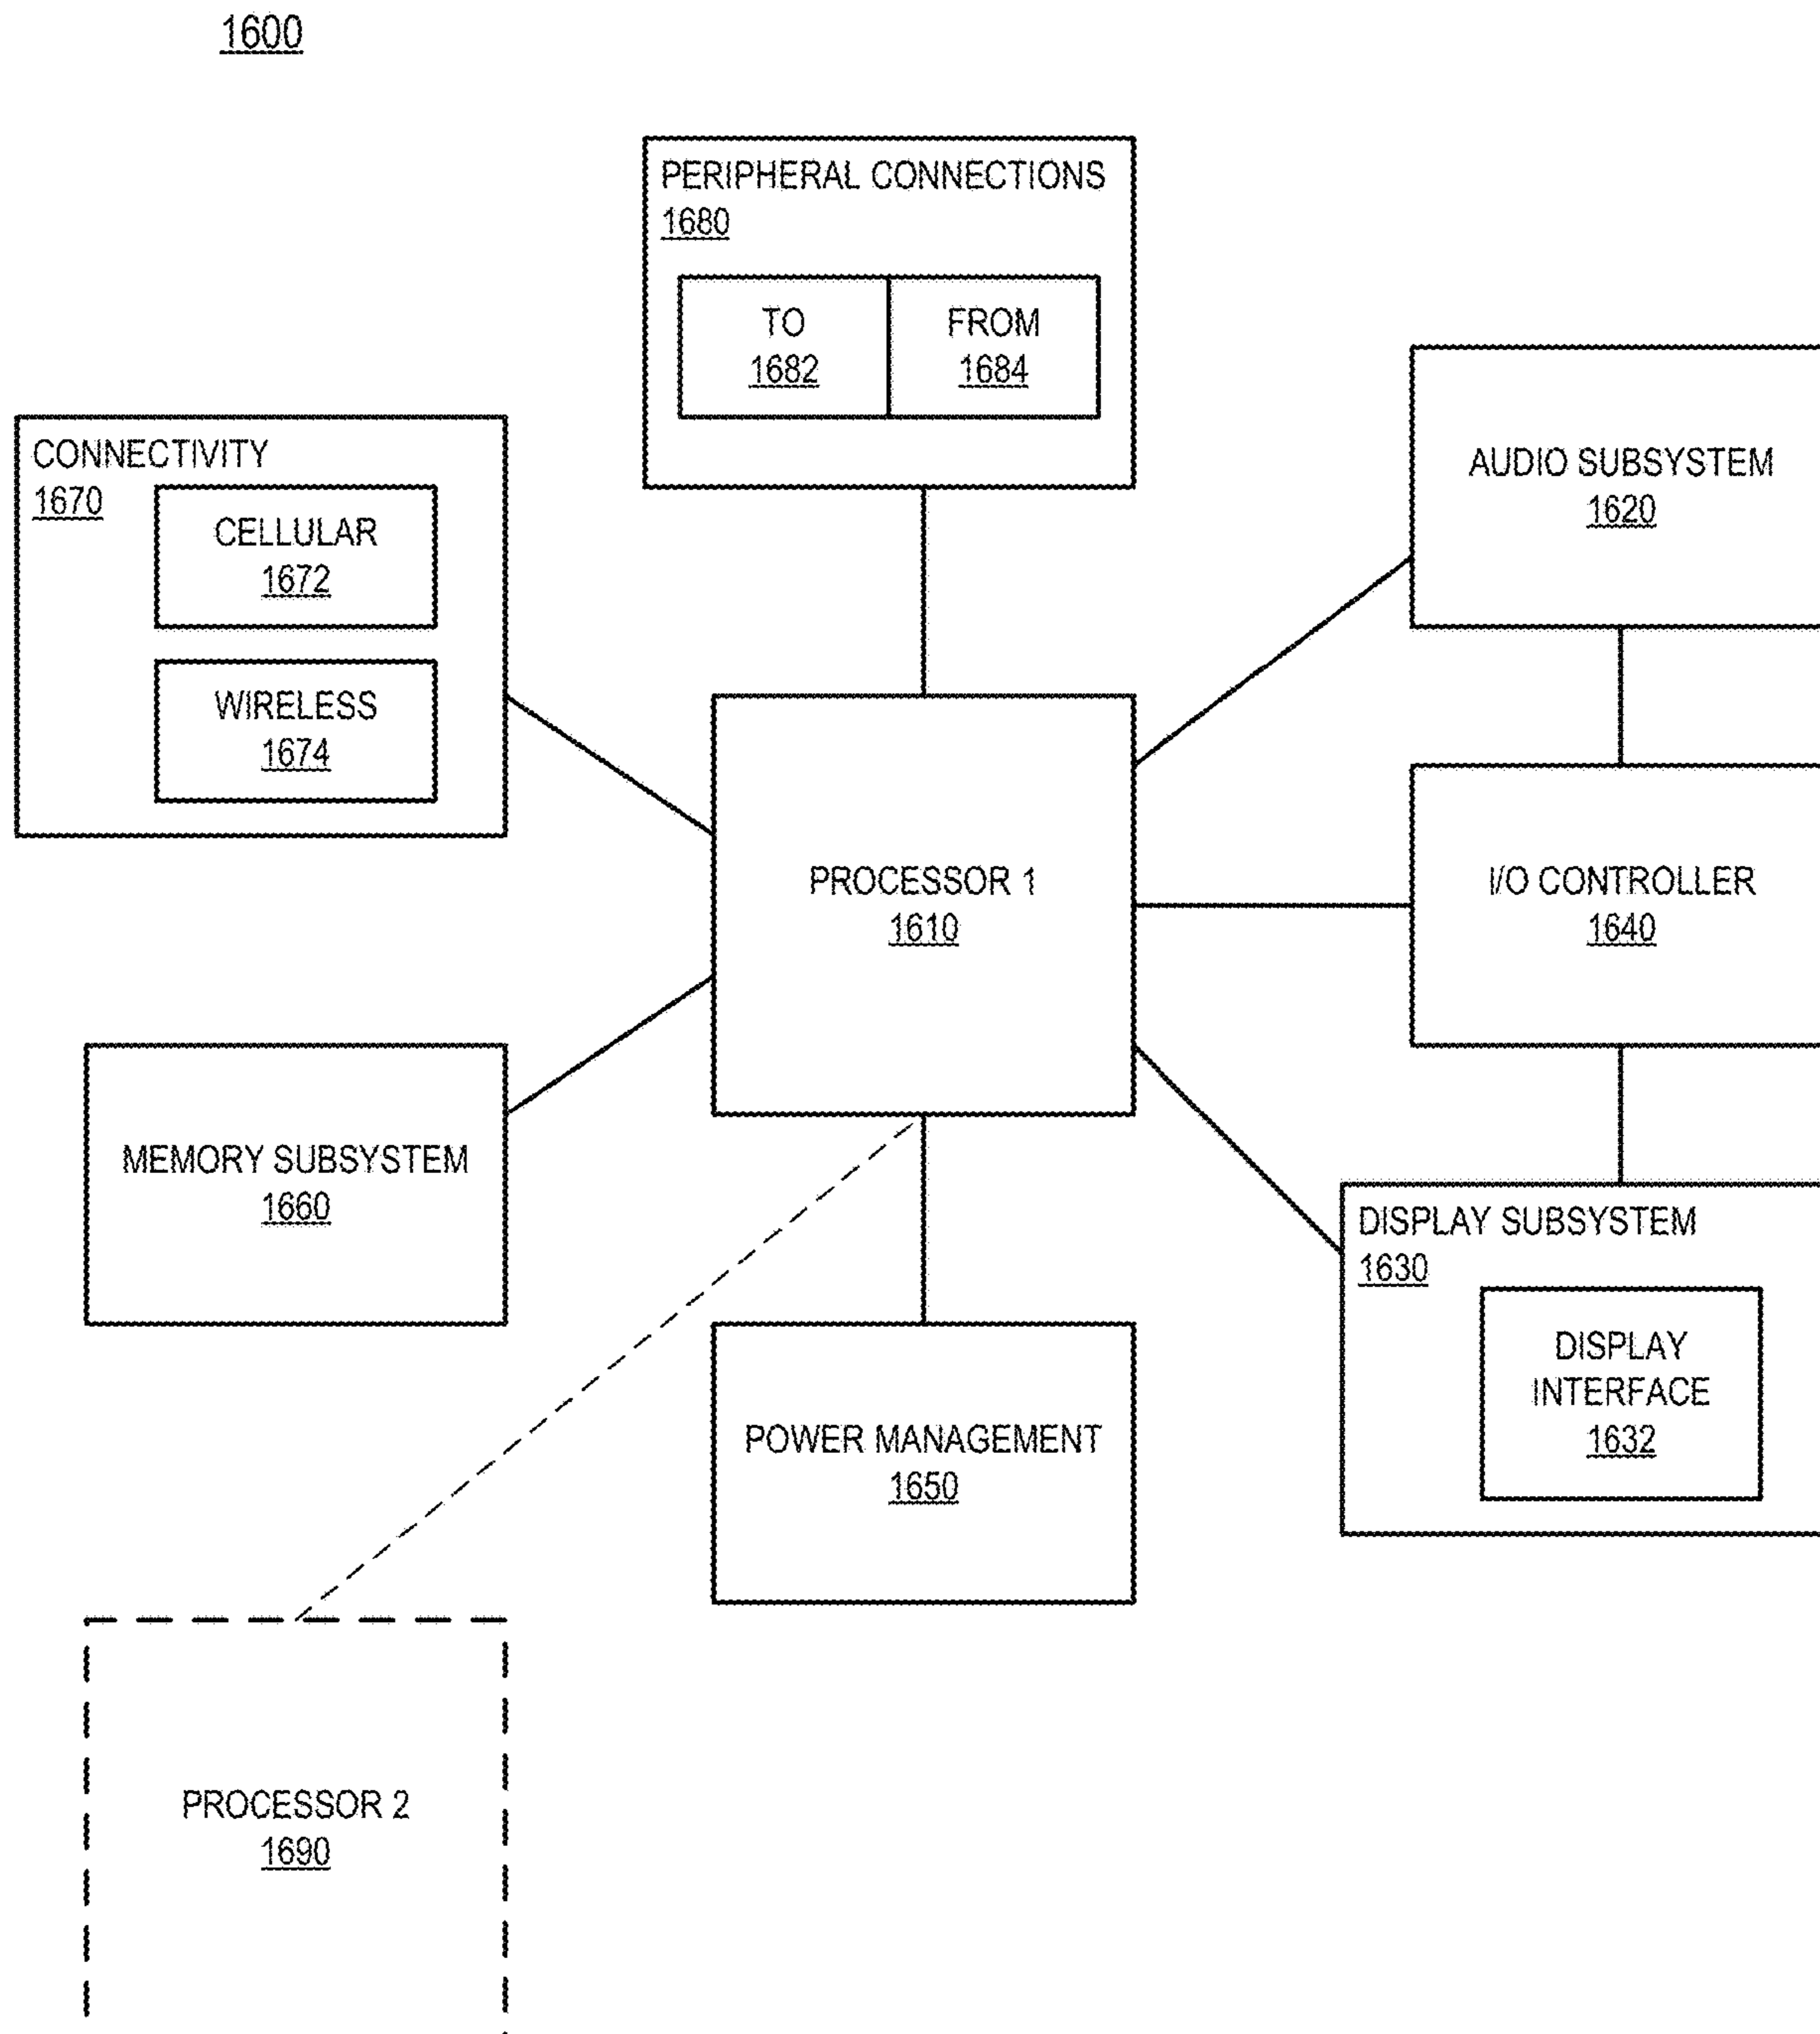 1600
PERIPHERAL CONNECTIONS
1680
TO
1682
FROM
1684
CONNECTIVITY
1670
CELLULAR
1672
WIRELESS
1674
AUDIO SUBSYSTEM
1620
PROCESSOR 1
1610
I/O CONTROLLER
1640
MEMORY SUBSYSTEM
1660
DISPLAY SUBSYSTEM
1630
DISPLAY
INTERFACE
1632
POWER MANAGEMENT
1650
PROCESSOR 2
1690